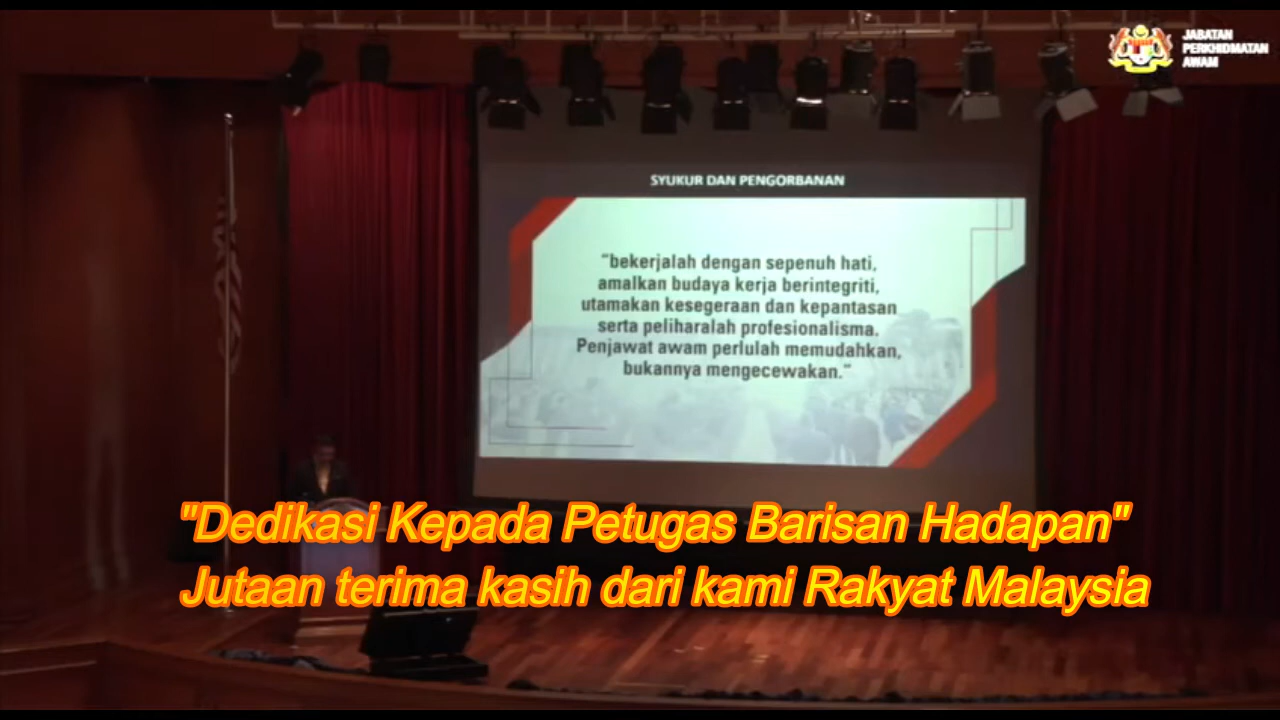 JABATAN
PERKHIDMATAN
AWAM
SYUKUR DAN PENGORBANAN
"bekerjalah dengan sepenuh hati,
amalkan budaya kerja berintegriti,
utamakan kesegeraan dan kepantasan
serta peliharalah profesionalisma.
Penjawat awam perlulah memudahkan,
bukannya mengecewakan."
"Dedikasi Kepada Petugas Barisan Hadapan"
Jutaan terima kasih dari kami Rakyat Malaysia